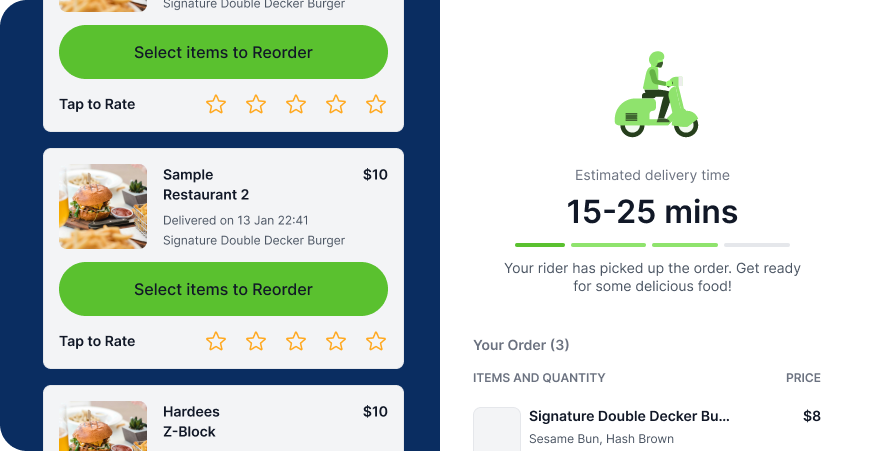 Signature Double Decker Burger
Select items to Reorder
Tap to Rate
Sample
Restaurant 2
$10
Delivered on 13 Jan 22:41
Signature Double Decker Burger
Select items to Reorder
Tap to Rate
Hardees
Z-Block
$10
Estimated delivery time
15-25 mins
Your rider has picked up the order. Get ready
for some delicious food!
Your Order (3)
ITEMS AND QUANTITY
PRICE
Signature Double Decker Bu...
$8
Sesame Bun, Hash Brown